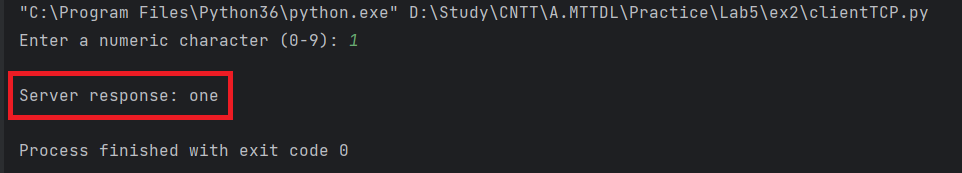 "C:\Program Files\Python36\python.exe" D:\Study\CNTT\A.MTTDL\Practice\Lab5\ex2\clientTCP.py
Enter a numeric character (0-9): 1
Server response: one
Process finished with exit code 0